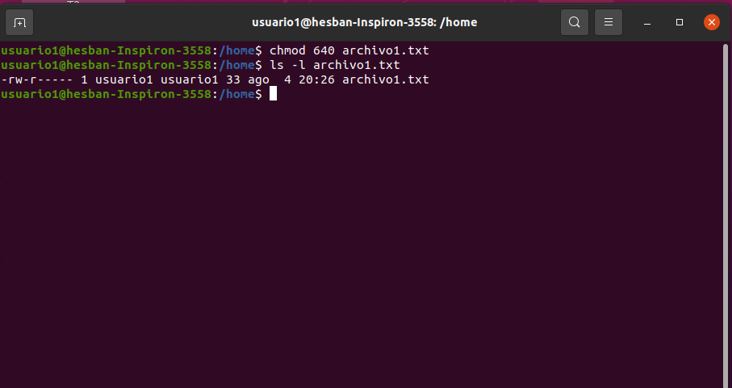 usuario1@hesban-Inspiron-3558: /home
usuario1@hesban-Inspiron-3558:/home$ chmod 640 archivo1.txt
usuario1@hesban-Inspiron-3558:/home$ ls -l archivo1.txt
-rw-r----- 1 usuario1 usuario1 33 ago  4 20:26 archivo1.txt
usuario1@hesban-Inspiron-3558:/home$